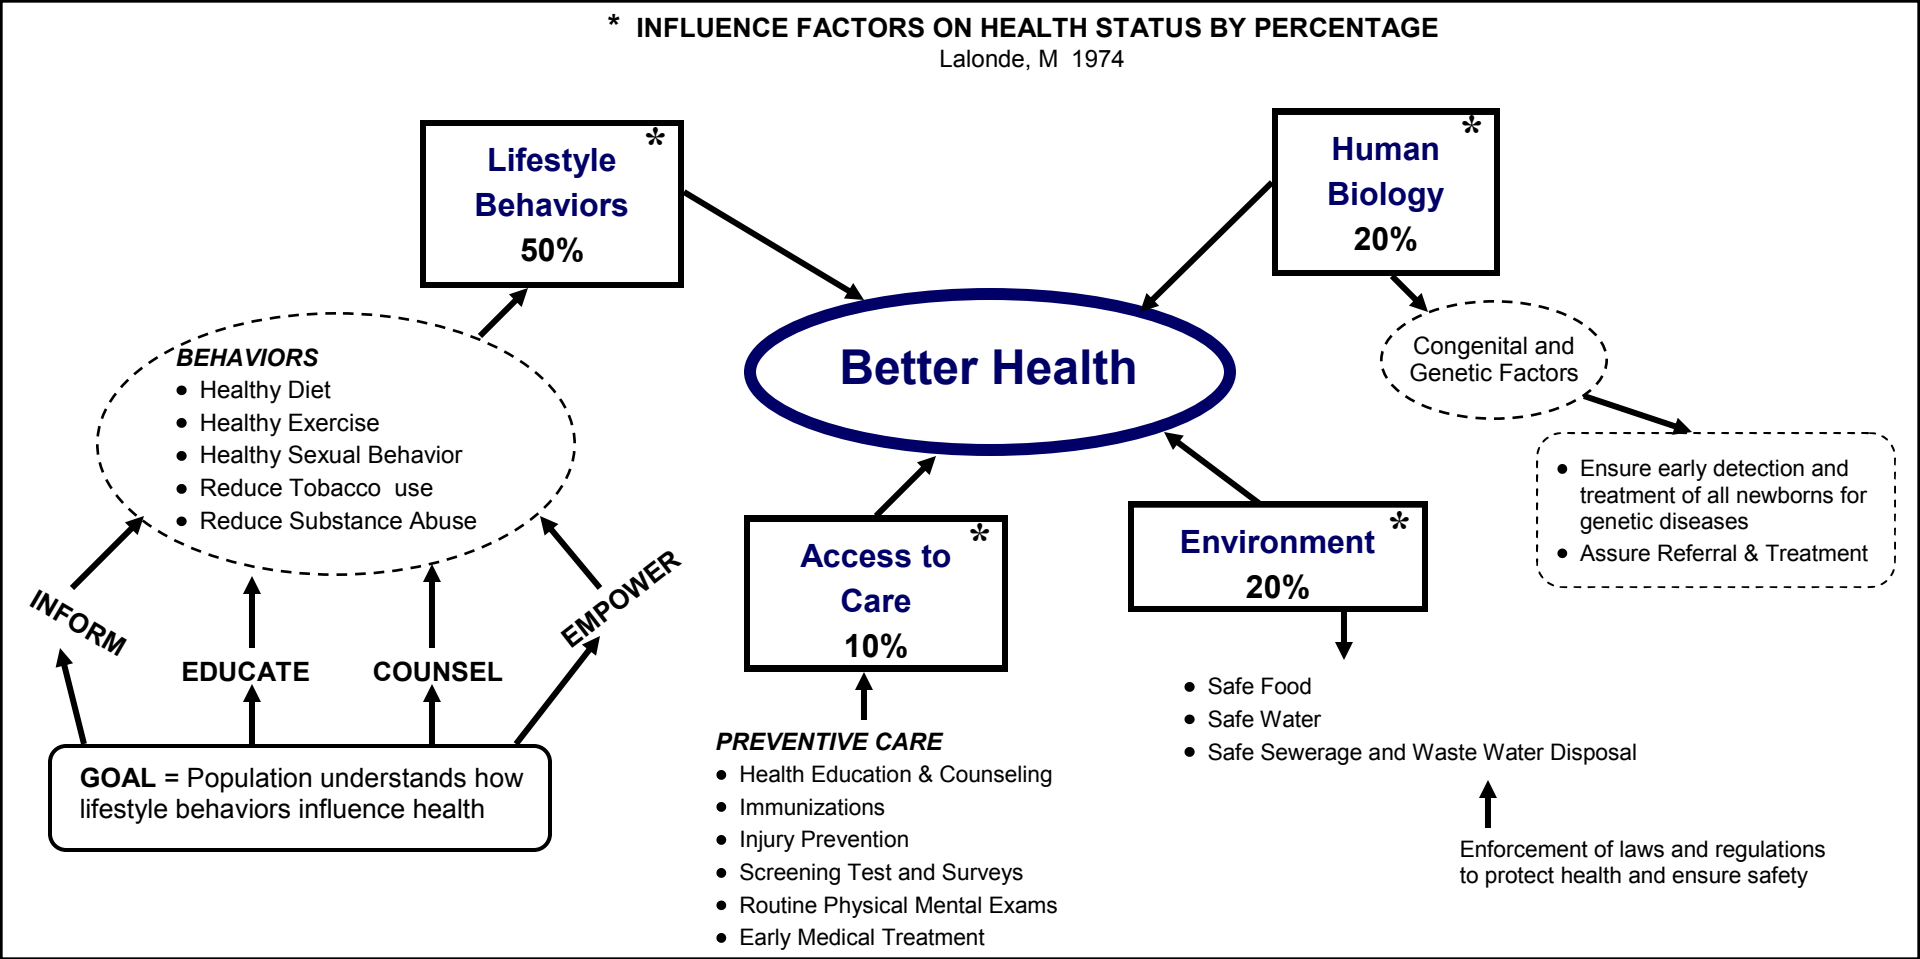 * INFLUENCE FACTORS ON HEALTH STATUS BY PERCENTAGE
Lalonde, M 1974
Lifestyle *
Behaviors
50%
Human *
Biology
20%
Better Health
BEHAVIORS
• Healthy Diet
• Healthy Exercise
• Healthy Sexual Behavior
• Reduce Tobacco use
• Reduce Substance Abuse
INFORM
EDUCATE
COUNSEL
EMPOWER
GOAL = Population understands how
lifestyle behaviors influence health
Access to *
Care
10%
PREVENTIVE CARE
• Health Education & Counseling
• Immunizations
• Injury Prevention
• Screening Test and Surveys
• Routine Physical Mental Exams
• Early Medical Treatment
Environment *
20%
• Safe Food
• Safe Water
• Safe Sewerage and Waste Water Disposal
Enforcement of laws and regulations
to protect health and ensure safety
Congenital and
Genetic Factors
• Ensure early detection and
treatment of all newborns for
genetic diseases
• Assure Referral & Treatment